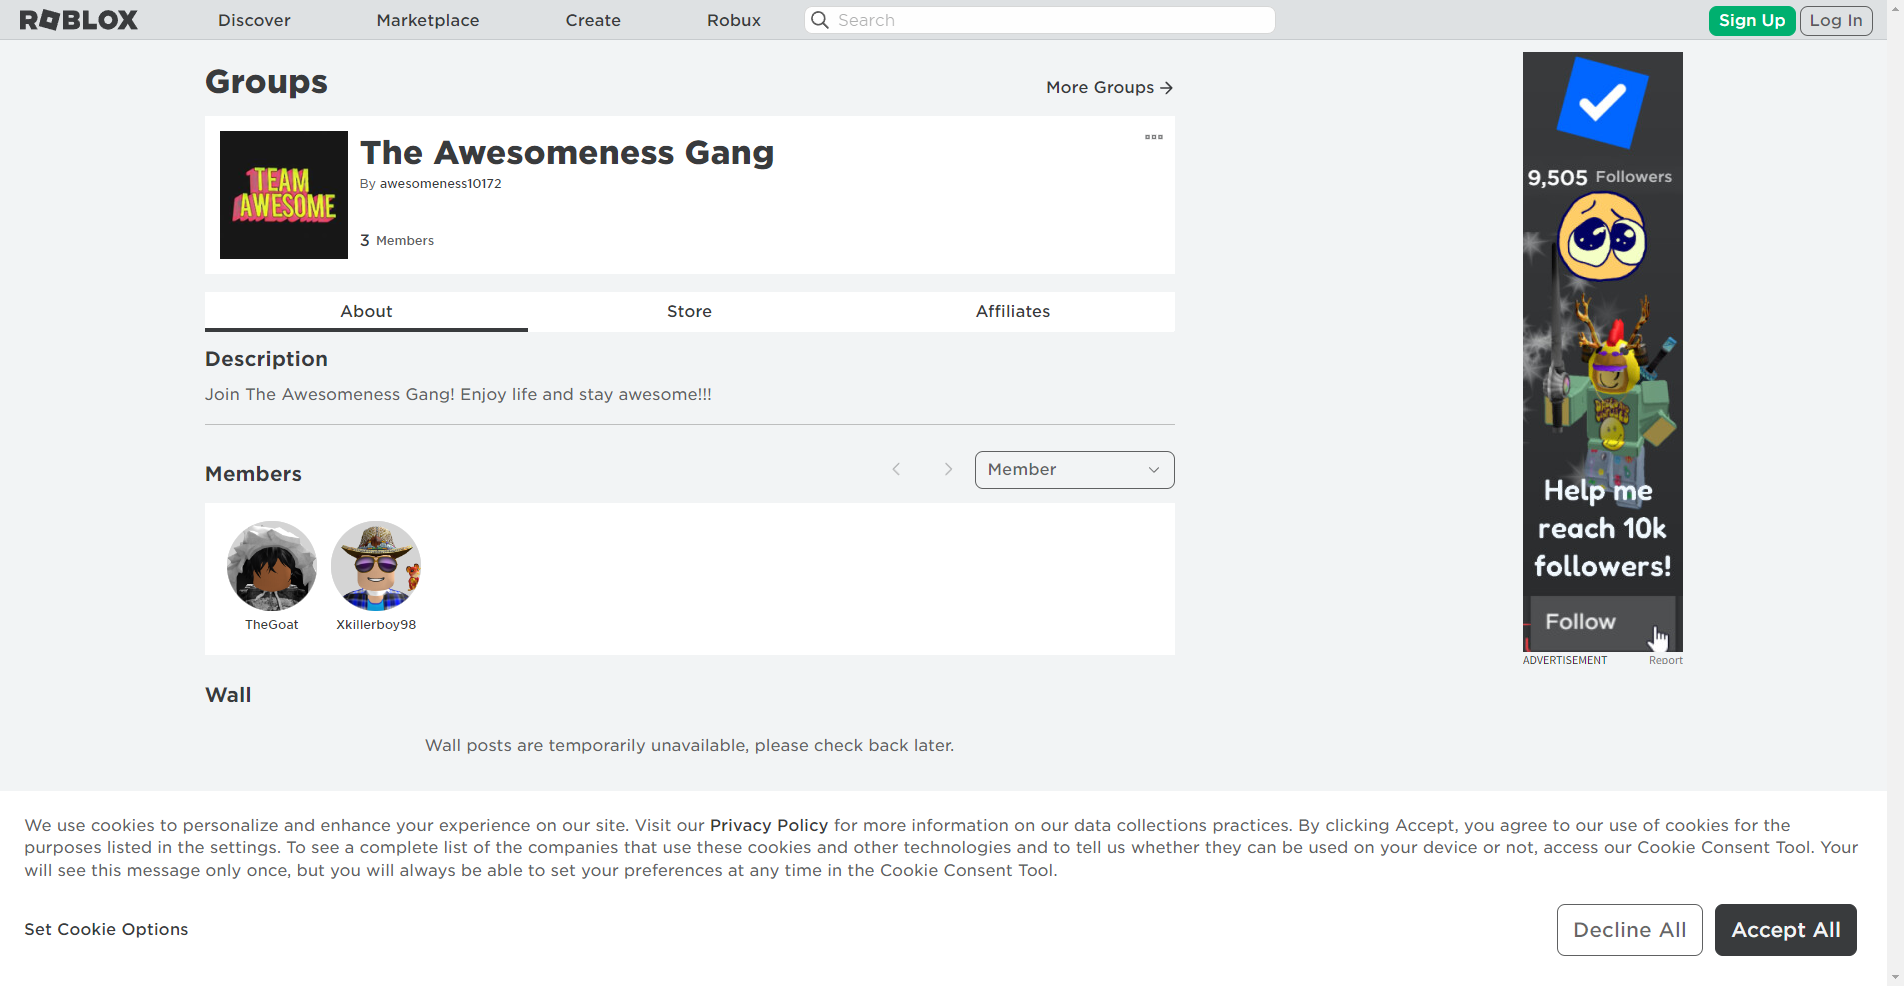 ROBLOX
Discover
Marketplace
Create
Robux
Search
Sign Up
Log In
Groups
More Groups
TEAM
AWESOME
The Awesomeness Gang
By awesomeness10172
3 Members
About
Store
Affiliates
Description
Join The Awesomeness Gang! Enjoy life and stay awesome!!!
Members
Member
TheGoat
Xkillerboy98
Wall
Wall posts are temporarily unavailable, please check back later.
9,505 Followers
Help me
reach 10k
followers!
Follow
ADVERTISEMENT
Report
We use cookies to personalize and enhance your experience on our site. Visit our Privacy Policy for more information on our data collections practices. By clicking Accept, you agree to our use of cookies for the
purposes listed in the settings. To see a complete list of the companies that use these cookies and other technologies and to tell us whether they can be used on your device or not, access our Cookie Consent Tool. Your
will see this message only once, but you will always be able to set your preferences at any time in the Cookie Consent Tool.
Set Cookie Options
Decline All
Accept All